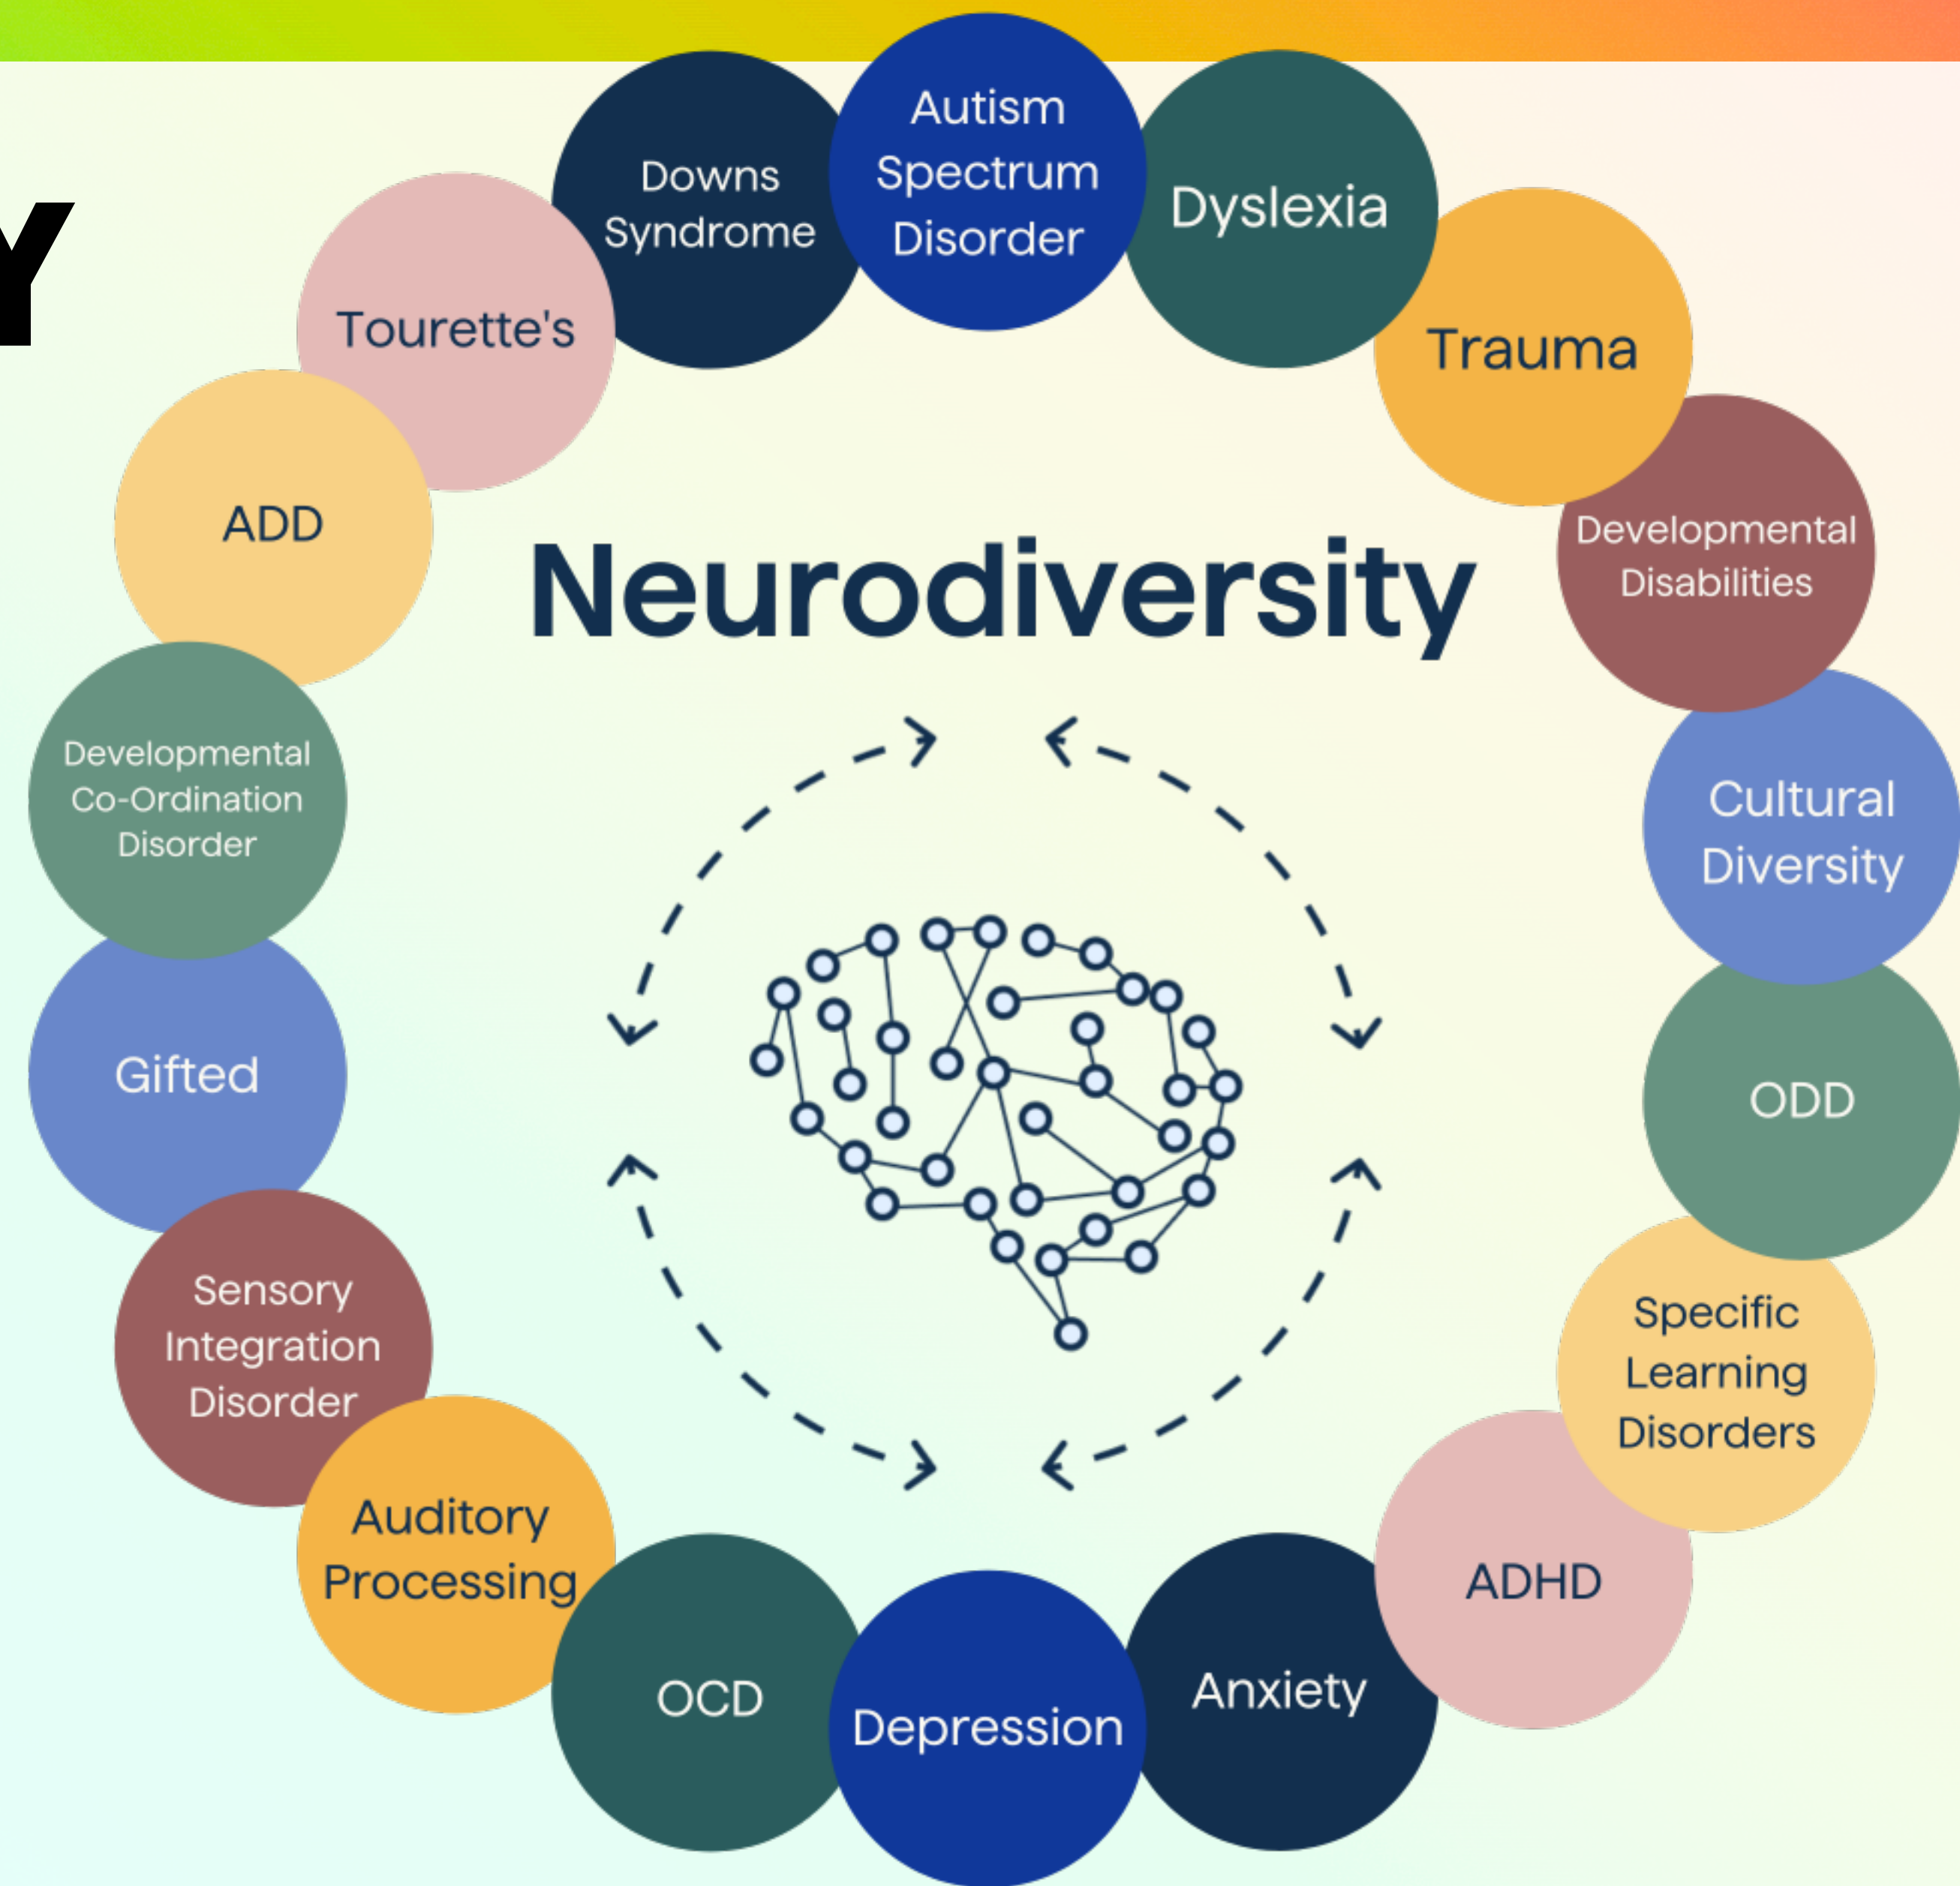 Y
Neurodiversity
Autism
Spectrum
Disorder
Dyslexia
Trauma
Developmental
Disabilities
Cultural
Diversity
ODD
Specific
Learning
Disorders
ADHD
Anxiety
Depression
OCD
Auditory
Processing
Sensory
Integration
Disorder
Gifted
Developmental
Co-Ordination
Disorder
ADD
Tourette's
Downs
Syndrome